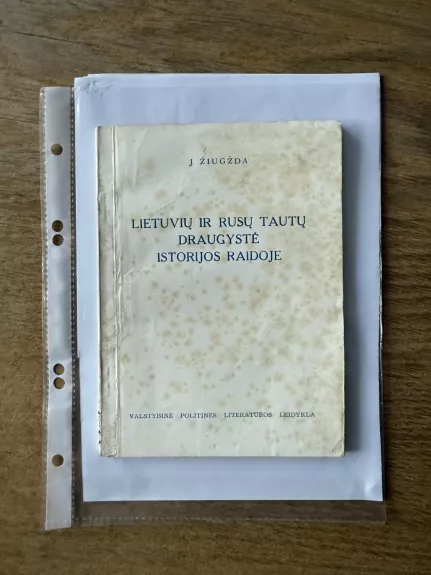 J. ŽIUGŽDA
LIETUVIŲ IR RUSŲ TAUTŲ
DRAUGYSTĖ
ISTORIJOS RAIDOJE
VALSTYBINĖ POLITINĖS LITERATŪROS LEIDYKLA